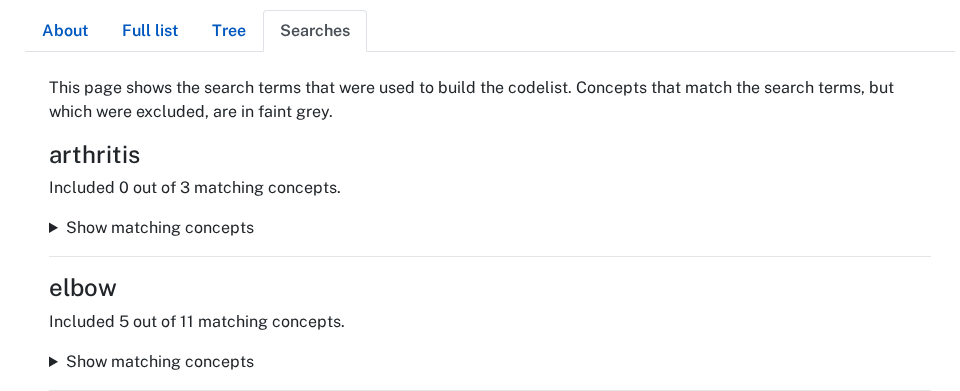 About Full list Tree Searches
This page shows the search terms that were used to build the codelist. Concepts that match the search terms, but
which were excluded, are in faint grey.
arthritis
Included 0 out of 3 matching concepts.
Show matching concepts
elbow
Included 5 out of 11 matching concepts.
Show matching concepts